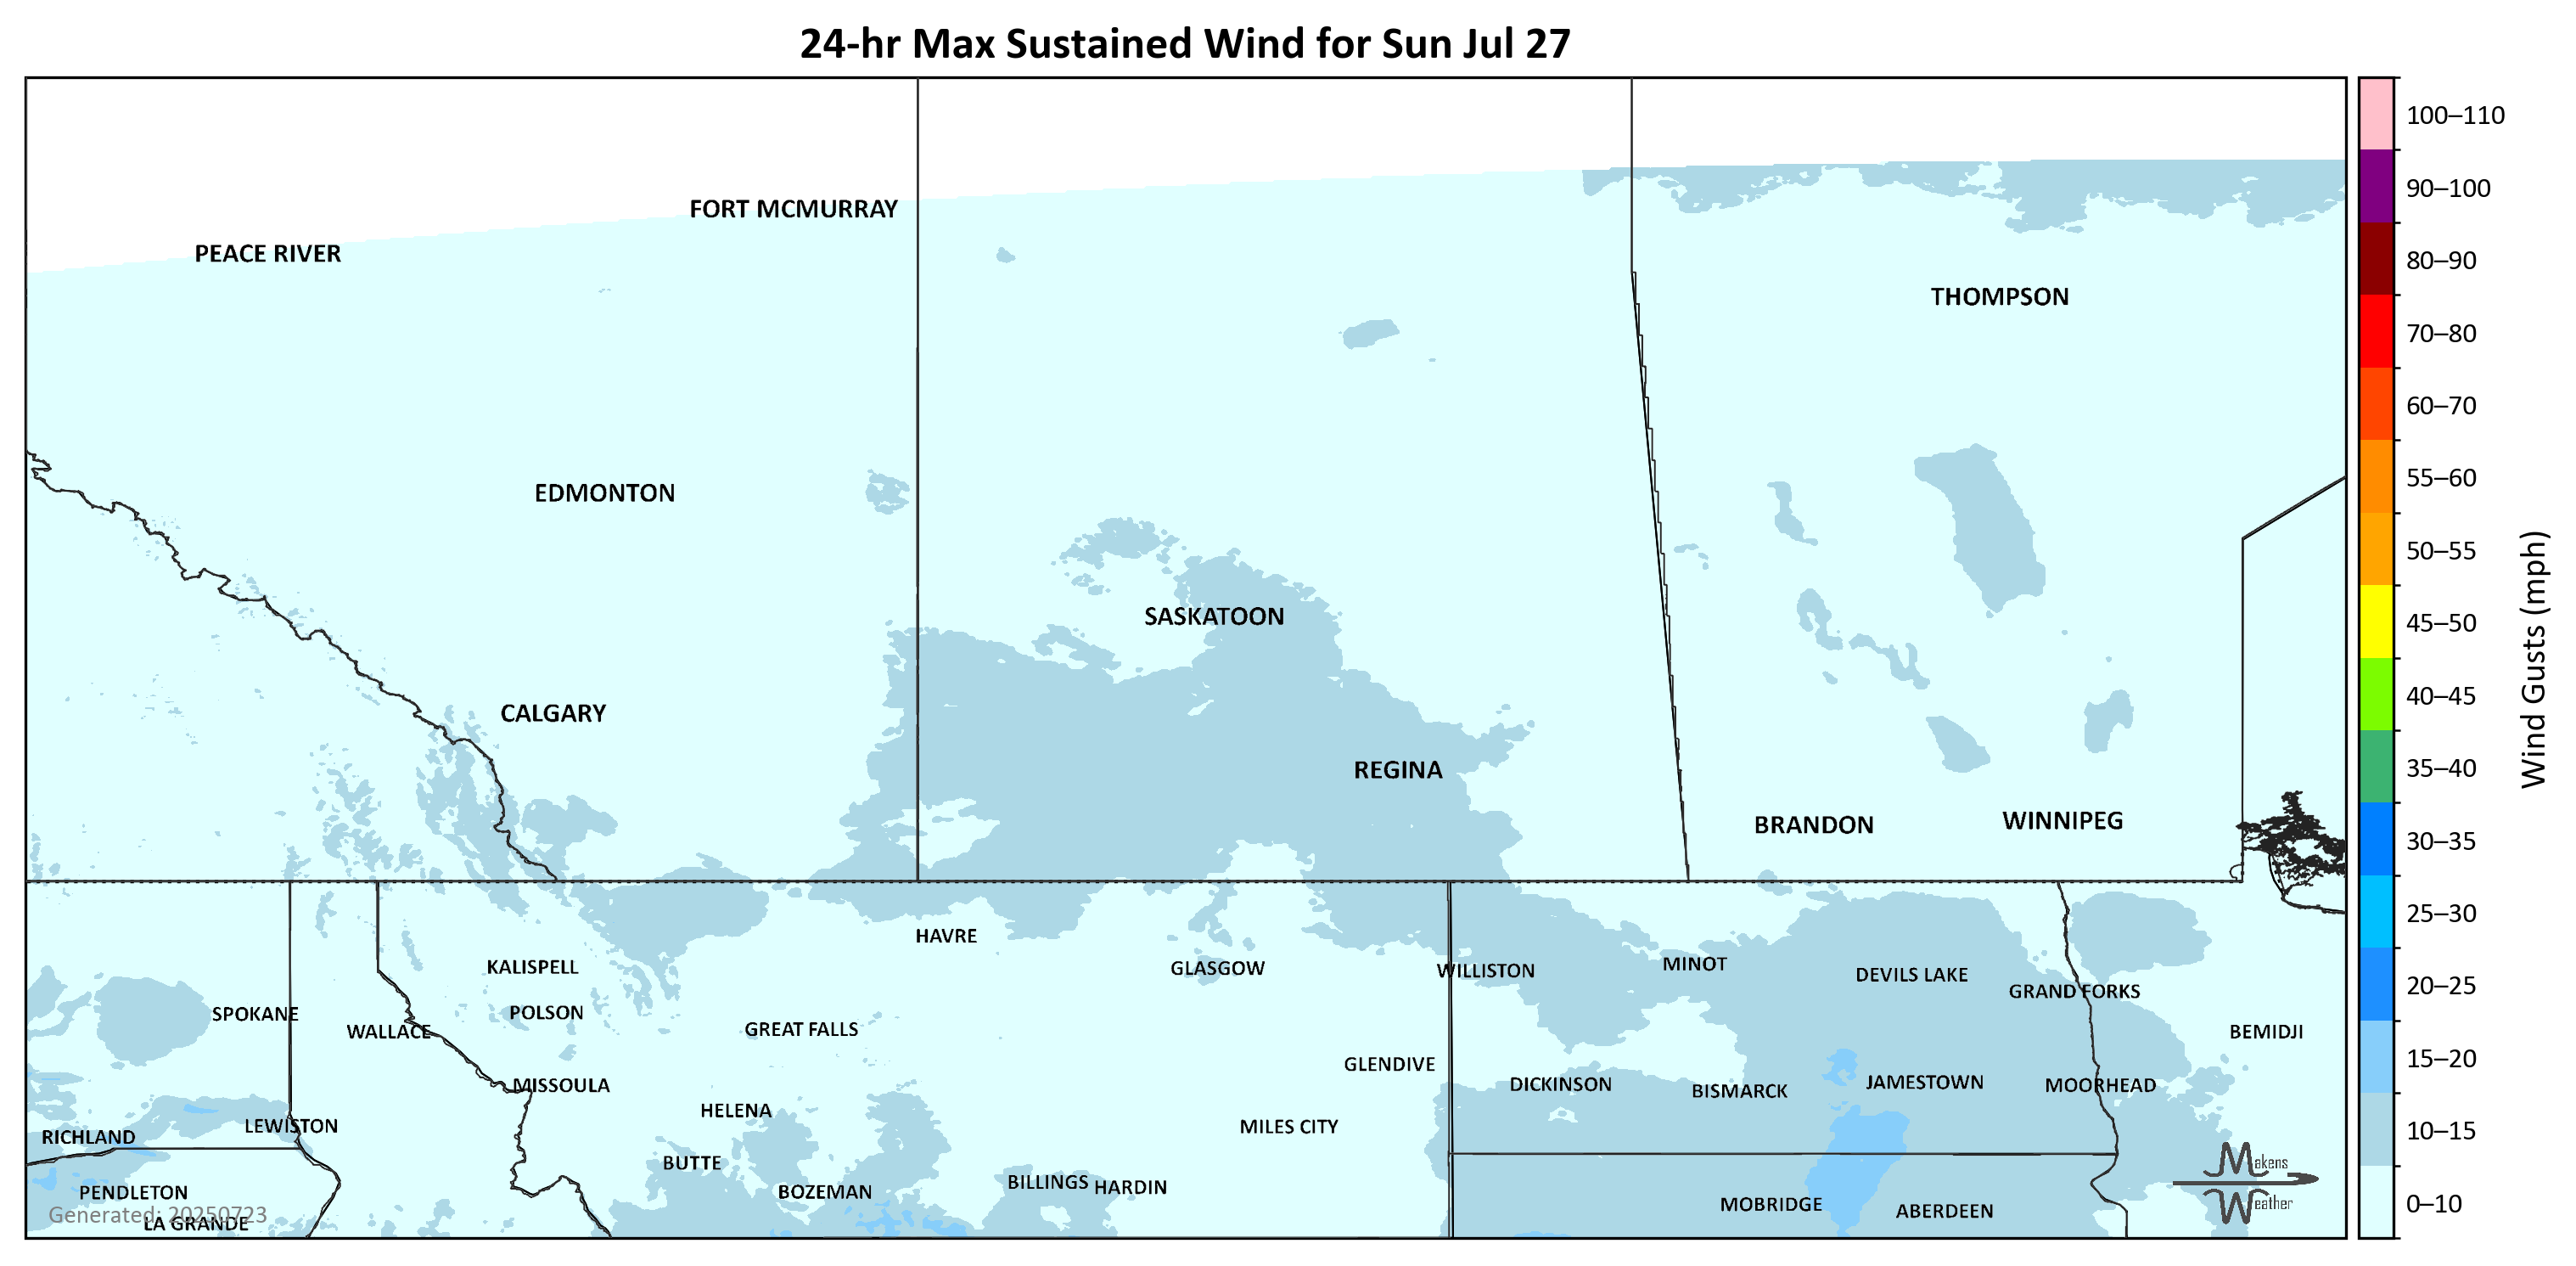 24-hr Max Sustained Wind for Sun Jul 27
100–110
90–100
80–90
70–80
60–70
55–60
50–55
45–50
40–45
35–40
30–35
25–30
20–25
15–20
10–15
0–10
Wind Gusts (mph)
FORT MCMURRAY
PEACE RIVER
THOMPSON
EDMONTON
SASKATOON
CALGARY
REGINA
BRANDON
WINNIPEG
HAVRE
KALISPELL
GLASGOW
WILLISTON
MINOT
DEVILS LAKE
GRAND FORKS
SPOKANE
POLSON
WALLACE
GREAT FALLS
BEMIDJI
GLENDIVE
MISSOULA
DICKINSON
BISMARCK
JAMESTOWN
MOORHEAD
HELENA
LEWISTON
MILES CITY
RICHLAND
BUTTE
PENDLETON
BOZEMAN
BILLINGS
HARDIN
MOBRIDGE
ABERDEEN
LA GRANDE
Generated: 20250723
Makens
Weather